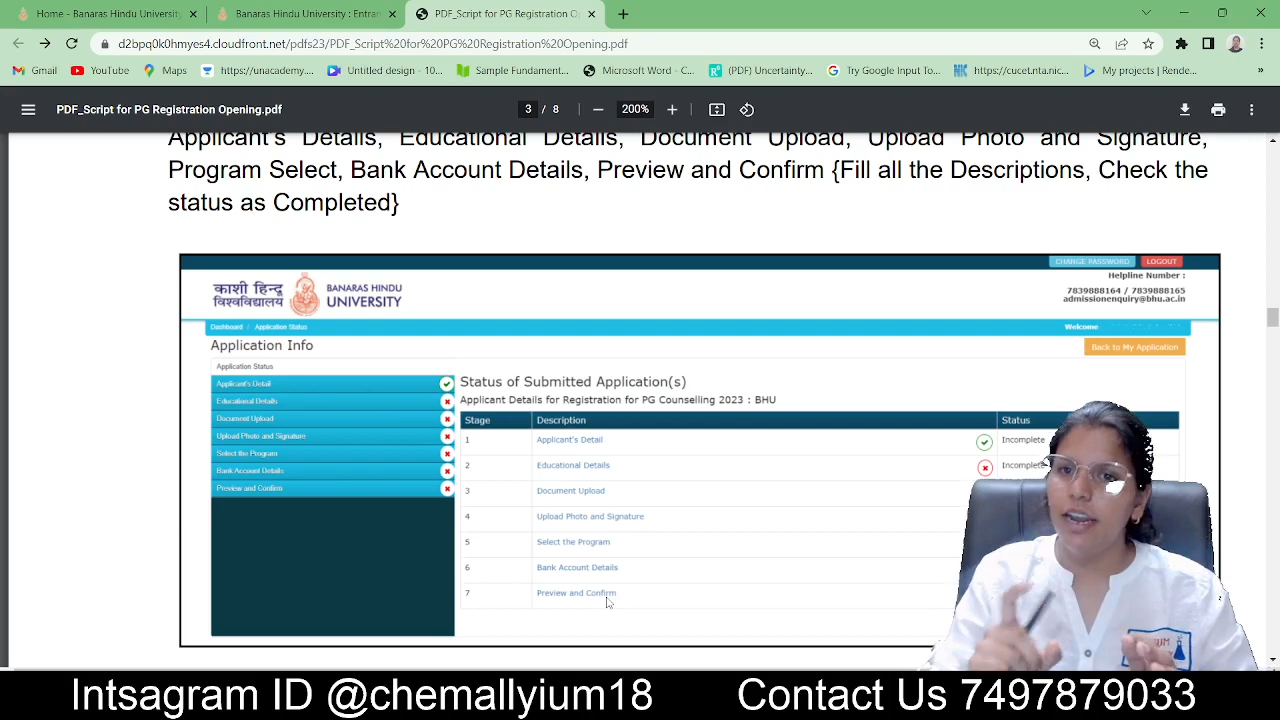 Home - Banaras Hindu University
Banaras Hindu University : Entran
PDF_Script for PG Registration Op
d2bpq0k0hmyes4.cloudfront.net/pdfs23/PDF_Script%20for%20PG%20Registration%20Opening.pdf
Gmail
YouTube
Maps
https://academy...
Untitled design - 10...
Sample Fundament...
Microsoft Word - C...
(PDF) Uncertainty...
Try Google Input To...
https://cucet.nta.nic...
My projects | Rende...
»
PDF_Script for PG Registration Opening.pdf
3 / 8
200%
Applicant's Details, Educational Details, Document Upload, Upload Photo and Signature,
Program Select, Bank Account Details, Preview and Confirm {Fill all the Descriptions, Check the
status as Completed}
CHANGE PASSWORD
LOGOUT
Helpline Number :
7839888164 / 7839888165
admissionenquiry@bhu.ac.in
काशी हिन्दू
विश्वविद्यालय
BANARAS HINDU
UNIVERSITY
Dashboard / Application Status
Welcome
Application Info
Back to My Application
Application Status
Applicant's Detail
Educational Details
Document Upload
Upload Photo and Signature
Select the Program
Bank Account Details
Preview and Confirm
Status of Submitted Application(s)
Applicant Details for Registration for PG Counselling 2023 : BHU
Stage Description Status
1 Applicant's Detail Incomplete
2 Educational Details Incomplete
3 Document Upload
4 Upload Photo and Signature
5 Select the Program
6 Bank Account Details
7 Preview and Confirm
Intsagram ID @chemallyium18 Contact Us 7497879033